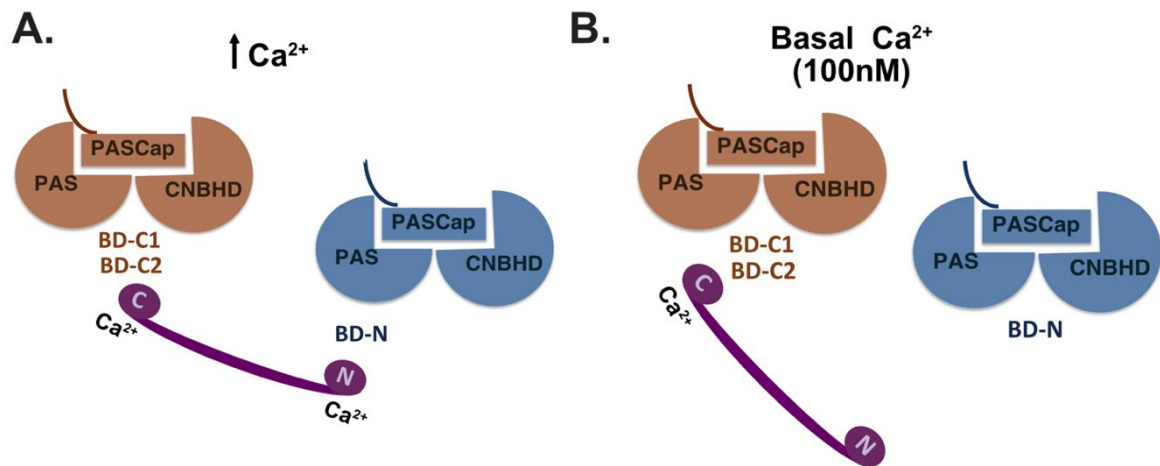 A.
↑ Ca²⁺
PASCap
PAS
CNBHD
BD-C1
BD-C2
C
Ca²⁺
PASCap
PAS
CNBHD
BD-N
N
Ca²⁺
B.
Basal Ca²⁺
(100nM)
PASCap
PAS
CNBHD
BD-C1
BD-C2
C
Ca²⁺
PASCap
PAS
CNBHD
BD-N
N